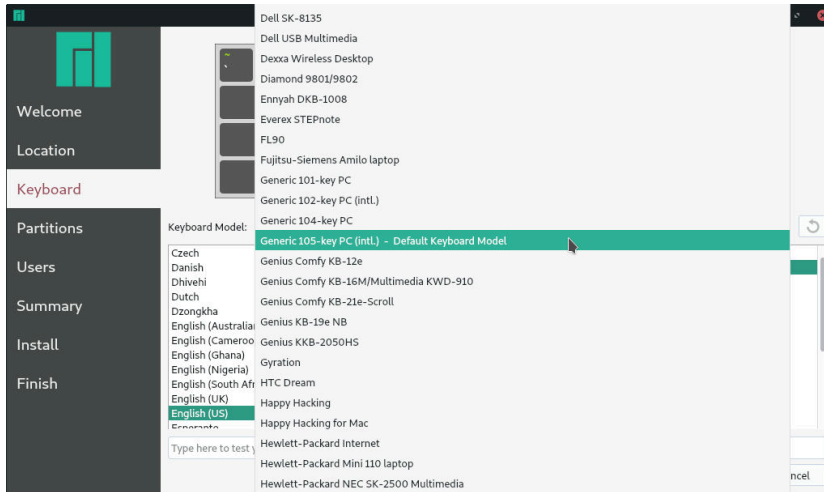 Welcome
Location
Keyboard
Partitions
Users
Summary
Install
Finish
~
`
Keyboard Model:
Czech
Danish
Dhivehi
Dutch
Dzongkha
English (Australia
English (Cameroo
English (Ghana)
English (Nigeria)
English (South Afr
English (UK)
English (US)
Esperanto
Type here to test y
Dell SK-8135
Dell USB Multimedia
Dexxa Wireless Desktop
Diamond 9801/9802
Ennyah DKB-1008
Everex STEPnote
FL90
Fujitsu-Siemens Amilo laptop
Generic 101-key PC
Generic 102-key PC (intl.)
Generic 104-key PC
Generic 105-key PC (intl.) - Default Keyboard Model
Genius Comfy KB-12e
Genius Comfy KB-16M/Multimedia KWD-910
Genius Comfy KB-21e-Scroll
Genius KB-19e NB
Genius KKB-2050HS
Gyration
HTC Dream
Happy Hacking
Happy Hacking for Mac
Hewlett-Packard Internet
Hewlett-Packard Mini 110 laptop
Hewlett-Packard NEC SK-2500 Multimedia
ncel